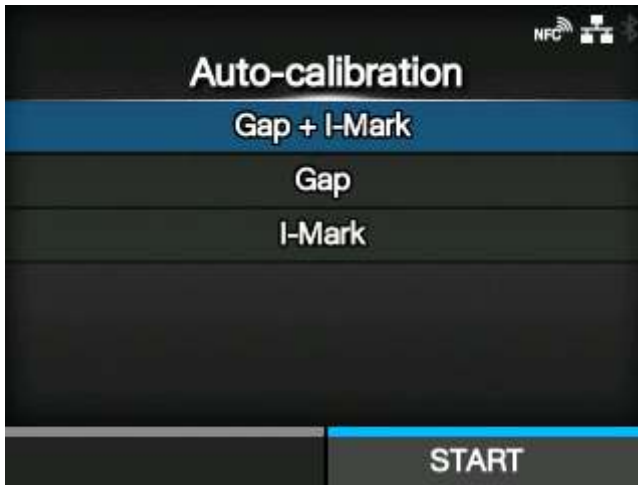 NFC
Auto-calibration
Gap + I-Mark
Gap
I-Mark
START